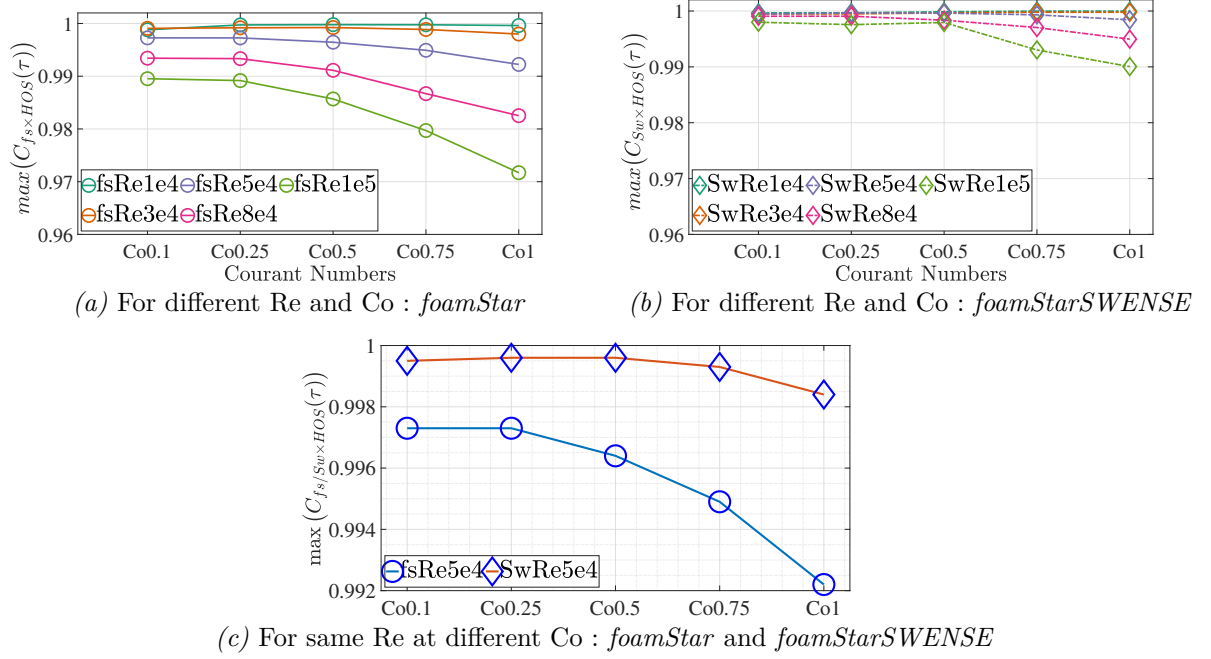 1
0.99
0.98
0.97
0.96
max(C_{fs×HOS}(τ))
fsRe1e4 fsRe5e4 fsRe1e5
fsRe3e4 fsRe8e4
Co0.1 Co0.25 Co0.5 Co0.75 Co1
Courant Numbers
(a) For different Re and Co : foamStar
1
0.99
0.98
0.97
0.96
max(C_{Sw×HOS}(τ))
SwRe1e4 SwRe5e4 SwRe1e5
SwRe3e4 SwRe8e4
Co0.1 Co0.25 Co0.5 Co0.75 Co1
Courant Numbers
(b) For different Re and Co : foamStarSWENSE
1
0.998
0.996
0.994
0.992
max(C_{fs/Sw×HOS}(τ))
fsRe5e4 SwRe5e4
Co0.1 Co0.25 Co0.5 Co0.75 Co1
(c) For same Re at different Co : foamStar and foamStarSWENSE